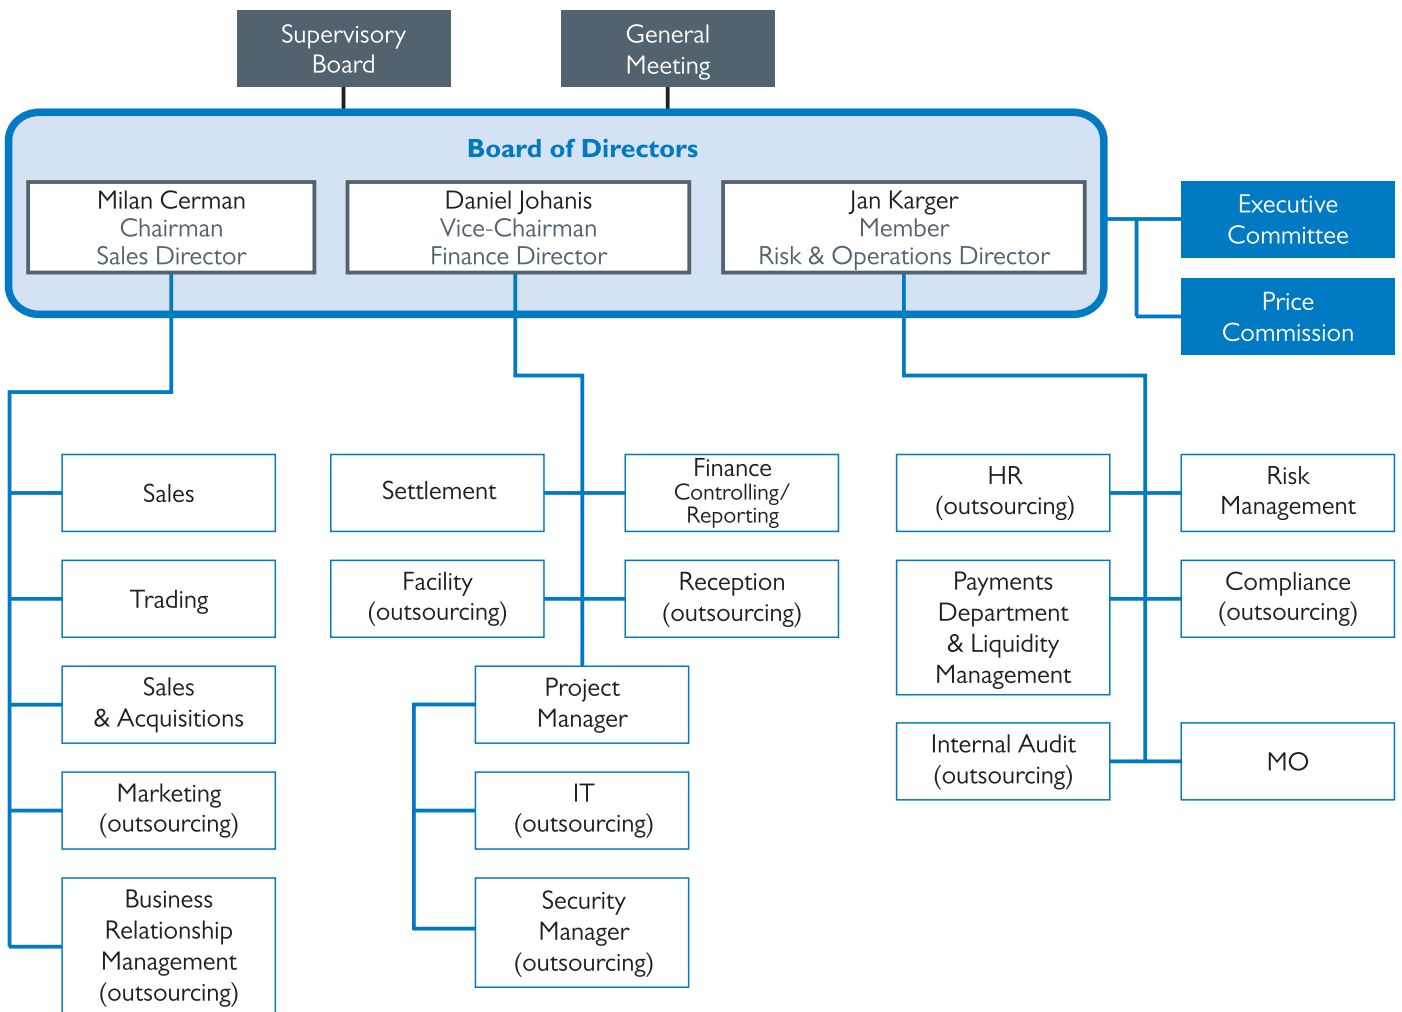 Supervisory
Board
General
Meeting
Board of Directors
Milan Cerman
Chairman
Sales Director
Daniel Johanis
Vice-Chairman
Finance Director
Jan Karger
Member
Risk & Operations Director
Executive
Committee
Price
Commission
Sales
Trading
Sales
& Acquisitions
Marketing
(outsourcing)
Business
Relationship
Management
(outsourcing)
Settlement
Finance
Controlling/
Reporting
Facility
(outsourcing)
Reception
(outsourcing)
Project
Manager
IT
(outsourcing)
Security
Manager
(outsourcing)
HR
(outsourcing)
Risk
Management
Payments
Department
& Liquidity
Management
Compliance
(outsourcing)
Internal Audit
(outsourcing)
MO